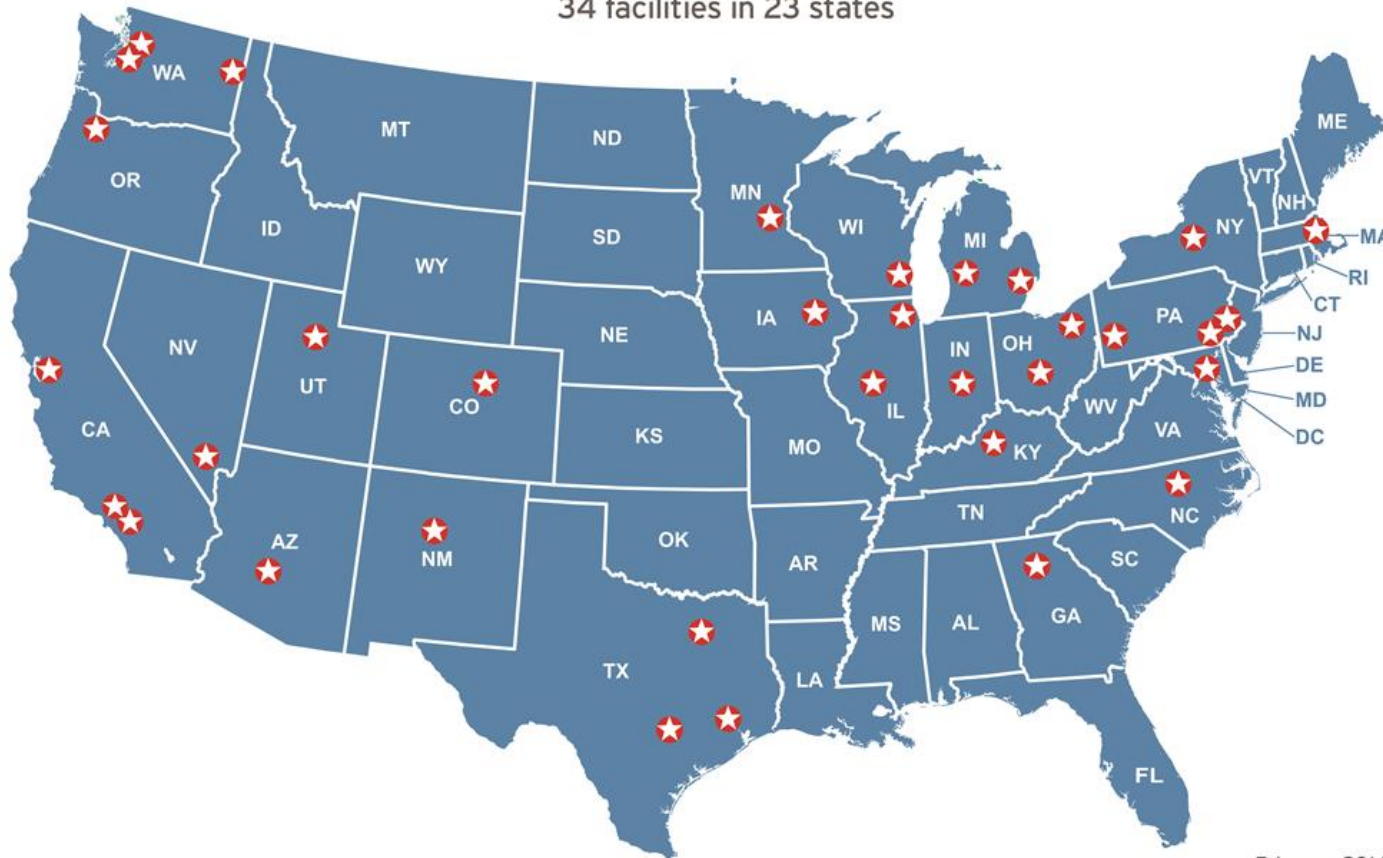 34 facilities in 23 states
WA
MT
ND
MN
ME
OR
ID
SD
WI
MI
VT
NH
NY
MA
WY
RI
CT
NV
UT
NE
IA
IL
IN
OH
PA
NJ
DE
MD
DC
CA
CO
KS
MO
KY
WV
VA
AZ
NM
OK
AR
TN
NC
SC
MS
AL
GA
TX
LA
FL